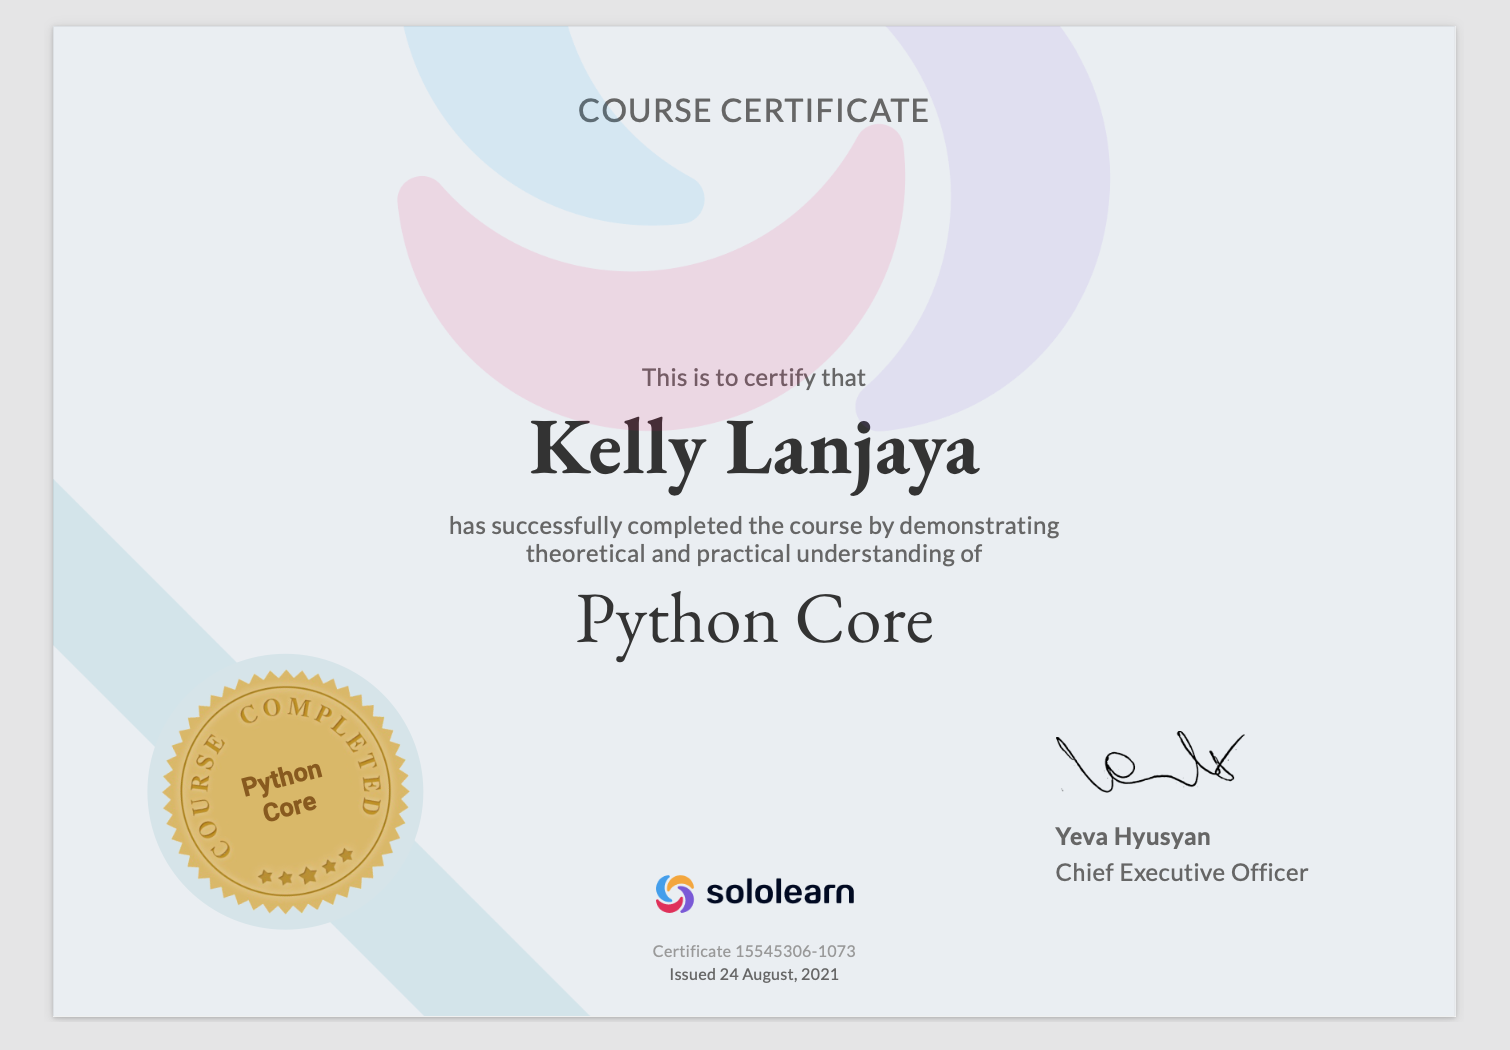 COURSE CERTIFICATE
This is to certify that
Kelly Lanjaya
has successfully completed the course by demonstrating
theoretical and practical understanding of
Python Core
COURSE COMPLETED
Python
Core
Yeva Hyusyan
Chief Executive Officer
sololearn
Certificate 15545306-1073
Issued 24 August, 2021